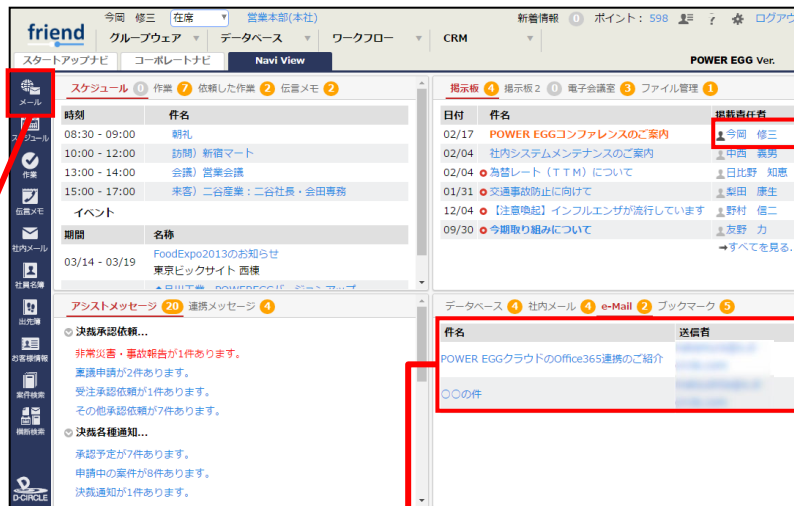 friend
今岡 修三 在席 営業本部(本社) 新着情報 0 ポイント：598 ? ログアウ
グループウェア データベース ワークフロー CRM
スタートアップナビ コーポレートナビ Navi View POWER EGG Ver.
メール
スケジュール
作業
伝言メモ
社内メール
社員名簿
出先簿
お客様情報
案件検索
横断検索
D-CIRCLE
スケジュール 0 作業 7 依頼した作業 2 伝言メモ 2
時刻 件名
08:30 - 09:00 朝礼
10:00 - 12:00 訪問）新宿マート
13:00 - 14:00 会議）営業会議
15:00 - 17:00 来客）二谷産業：二谷社長・会田専務
イベント
期間 名称
03/14 - 03/19 FoodExpo2013のお知らせ
東京ビックサイト 西棟
掲示板 4 掲示板２ 0 電子会議室 3 ファイル管理 1
日付 件名 掲載責任者
02/17 POWER EGGコンファレンスのご案内 今岡 修三
02/04 社内システムメンテナンスのご案内 中西 義男
02/04 為替レート（ＴＴＭ）について 日比野 知恵
01/31 交通事故防止に向けて 梨田 康生
12/04 【注意喚起】インフルエンザが流行しています 野村 信二
09/30 今期取り組みについて 友野 力
➡すべてを見る.
アシストメッセージ 20 連携メッセージ 4
決裁承認依頼...
非常災害・事故報告が1件あります。
稟議申請が2件あります。
受注承認依頼が1件あります。
その他承認依頼が7件あります。
決裁各種通知...
承認予定が7件あります。
申請中の案件が8件あります。
決裁通知が1件あります。
データベース 4 社内メール 4 e-Mail 2 ブックマーク 5
件名 送信者
POWER EGGクラウドのOffice365連携のご紹介
○○の件